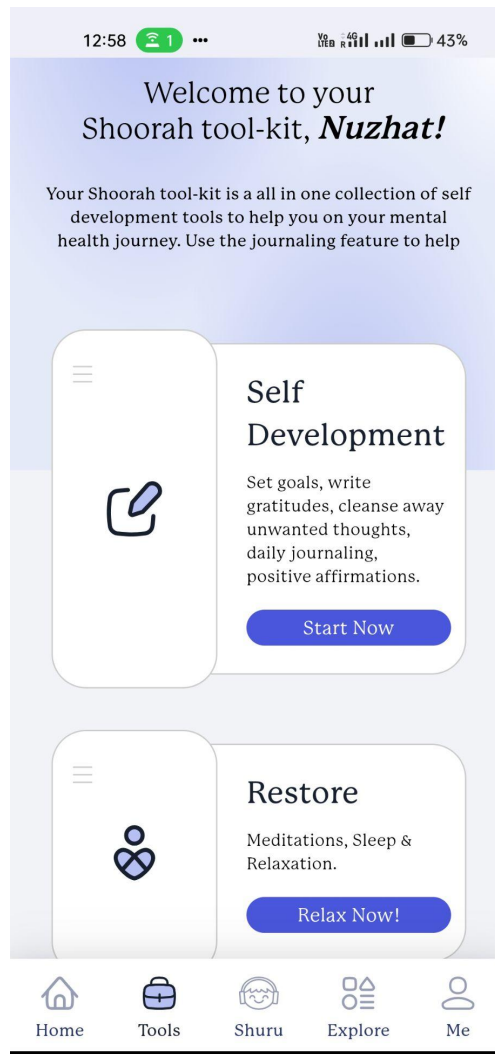 12:58 1 •••
Vo LTE R 4G 43%
Welcome to your
Shoorah tool-kit, Nuzhat!
Your Shoorah tool-kit is a all in one collection of self
development tools to help you on your mental
health journey. Use the journaling feature to help
Self
Development
Set goals, write
gratitudes, cleanse away
unwanted thoughts,
daily journaling,
positive affirmations.
Start Now
Restore
Meditations, Sleep &
Relaxation.
Relax Now!
Home Tools Shuru Explore Me